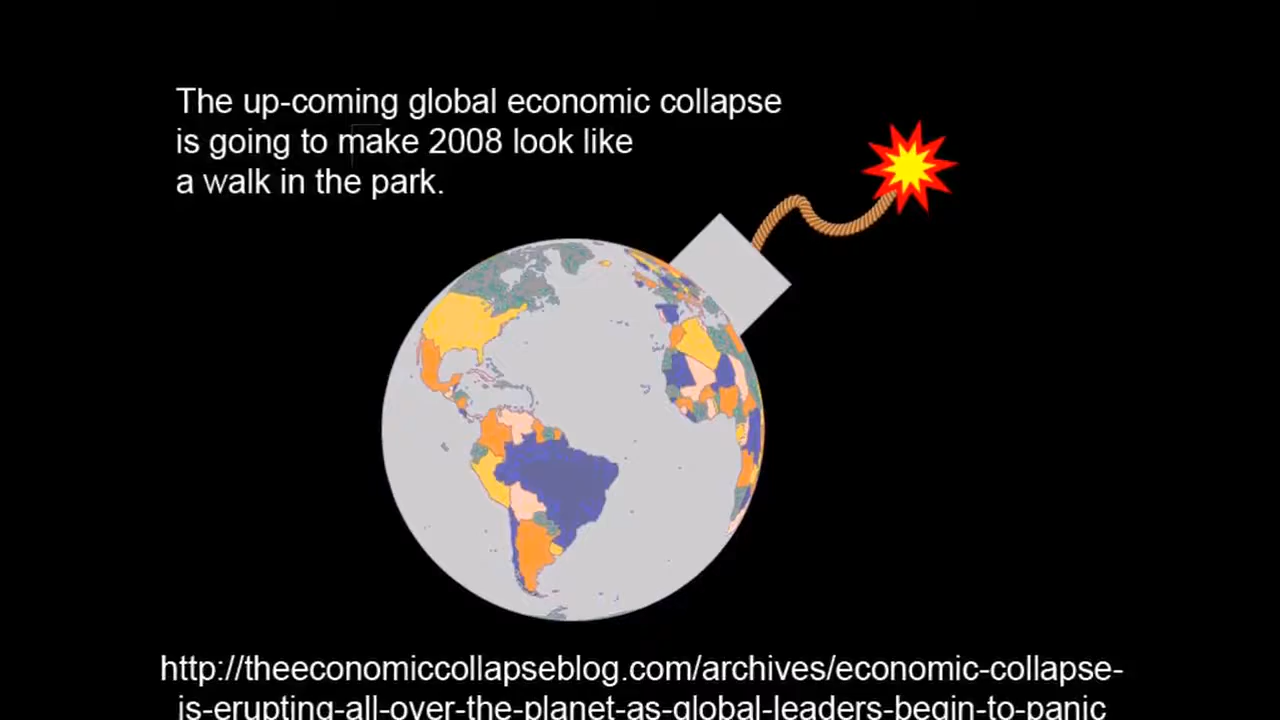 The up-coming global economic collapse
is going to make 2008 look like
a walk in the park.
http://theeconomiccollapseblog.com/archives/economic-collapse-
is-erupting-all-over-the-planet-as-global-leaders-begin-to-panic